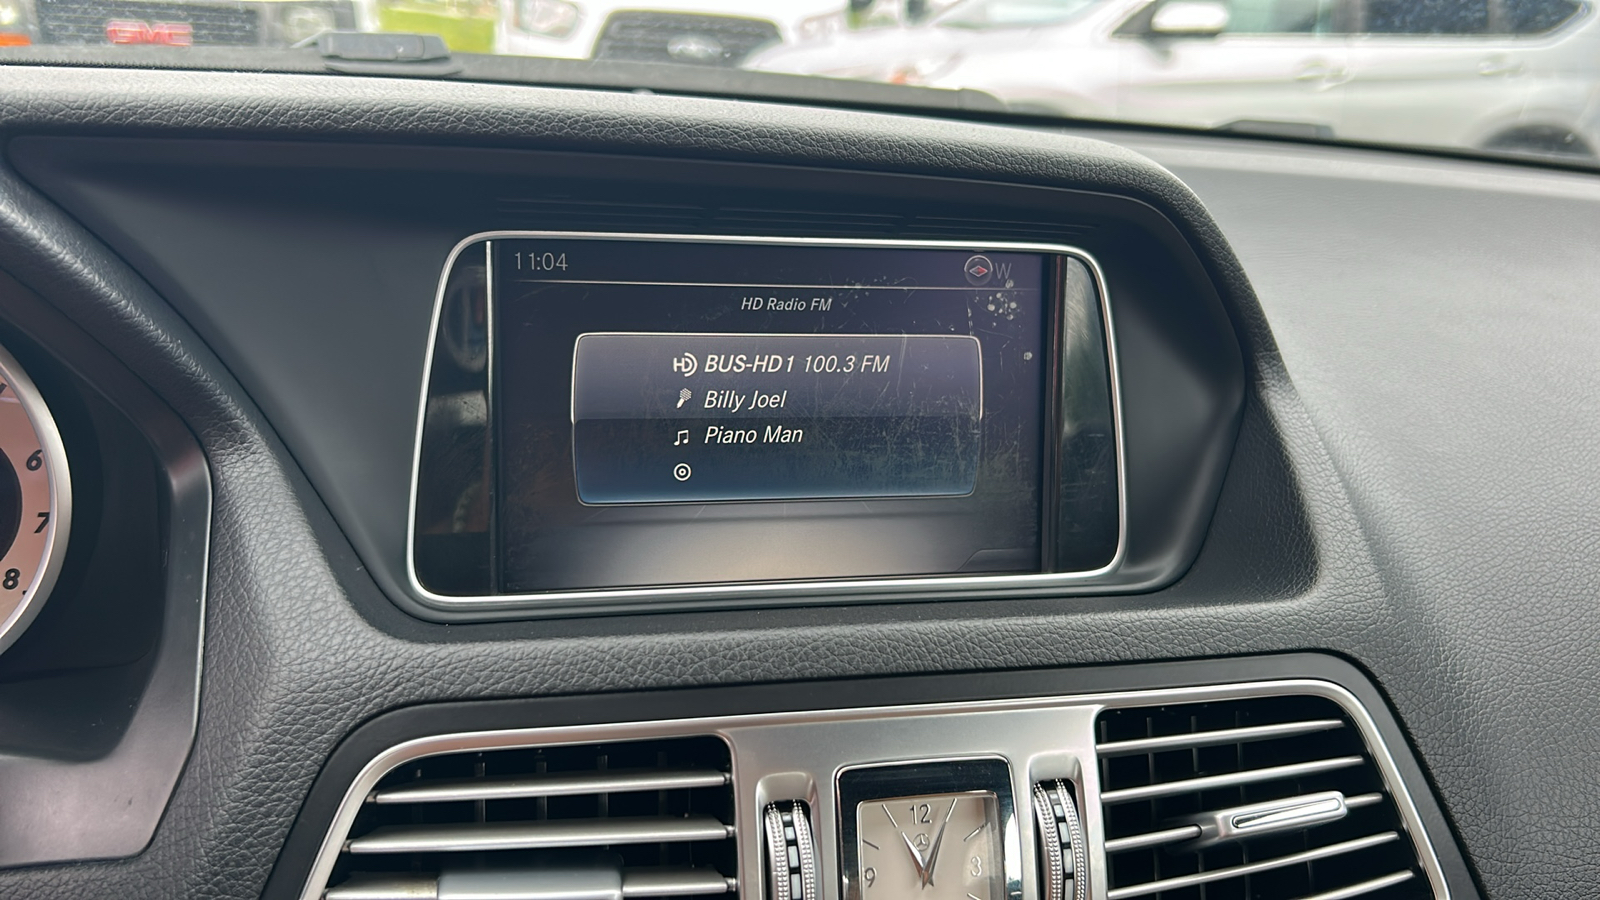 GMC
11:04
W
HD Radio FM
HD BUS-HD1 100.3 FM
Billy Joel
Piano Man
6
7
8
12
9
3